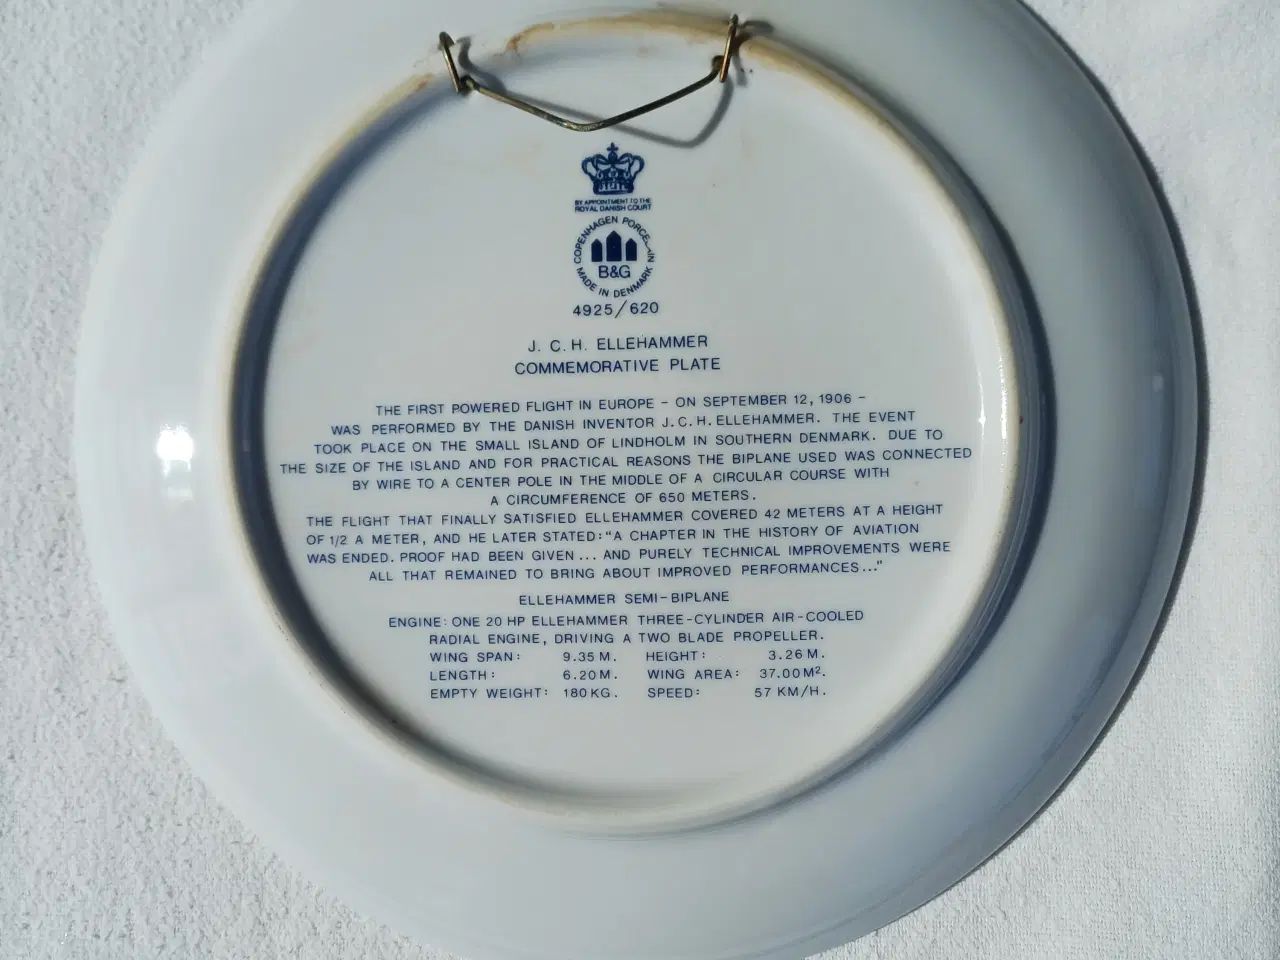 BY APPOINTMENT TO THE
ROYAL DANISH COURT
COPENHAGEN PORCELAIN
B&G
MADE IN DENMARK
4925/620
J. C. H. ELLEHAMMER
COMMEMORATIVE PLATE
THE FIRST POWERED FLIGHT IN EUROPE – ON SEPTEMBER 12, 1906 –
WAS PERFORMED BY THE DANISH INVENTOR J. C. H. ELLEHAMMER. THE EVENT
TOOK PLACE ON THE SMALL ISLAND OF LINDHOLM IN SOUTHERN DENMARK. DUE TO
THE SIZE OF THE ISLAND AND FOR PRACTICAL REASONS THE BIPLANE USED WAS CONNECTED
BY WIRE TO A CENTER POLE IN THE MIDDLE OF A CIRCULAR COURSE WITH
A CIRCUMFERENCE OF 650 METERS.
THE FLIGHT THAT FINALLY SATISFIED ELLEHAMMER COVERED 42 METERS AT A HEIGHT
OF 1/2 A METER, AND HE LATER STATED: "A CHAPTER IN THE HISTORY OF AVIATION
WAS ENDED. PROOF HAD BEEN GIVEN ... AND PURELY TECHNICAL IMPROVEMENTS WERE
ALL THAT REMAINED TO BRING ABOUT IMPROVED PERFORMANCES..."
ELLEHAMMER SEMI-BIPLANE
ENGINE: ONE 20 HP ELLEHAMMER THREE-CYLINDER AIR-COOLED
RADIAL ENGINE, DRIVING A TWO BLADE PROPELLER.
WING SPAN: 9.35 M. HEIGHT: 3.26 M.
LENGTH: 6.20 M. WING AREA: 37.00 M².
EMPTY WEIGHT: 180 KG. SPEED: 57 KM/H.